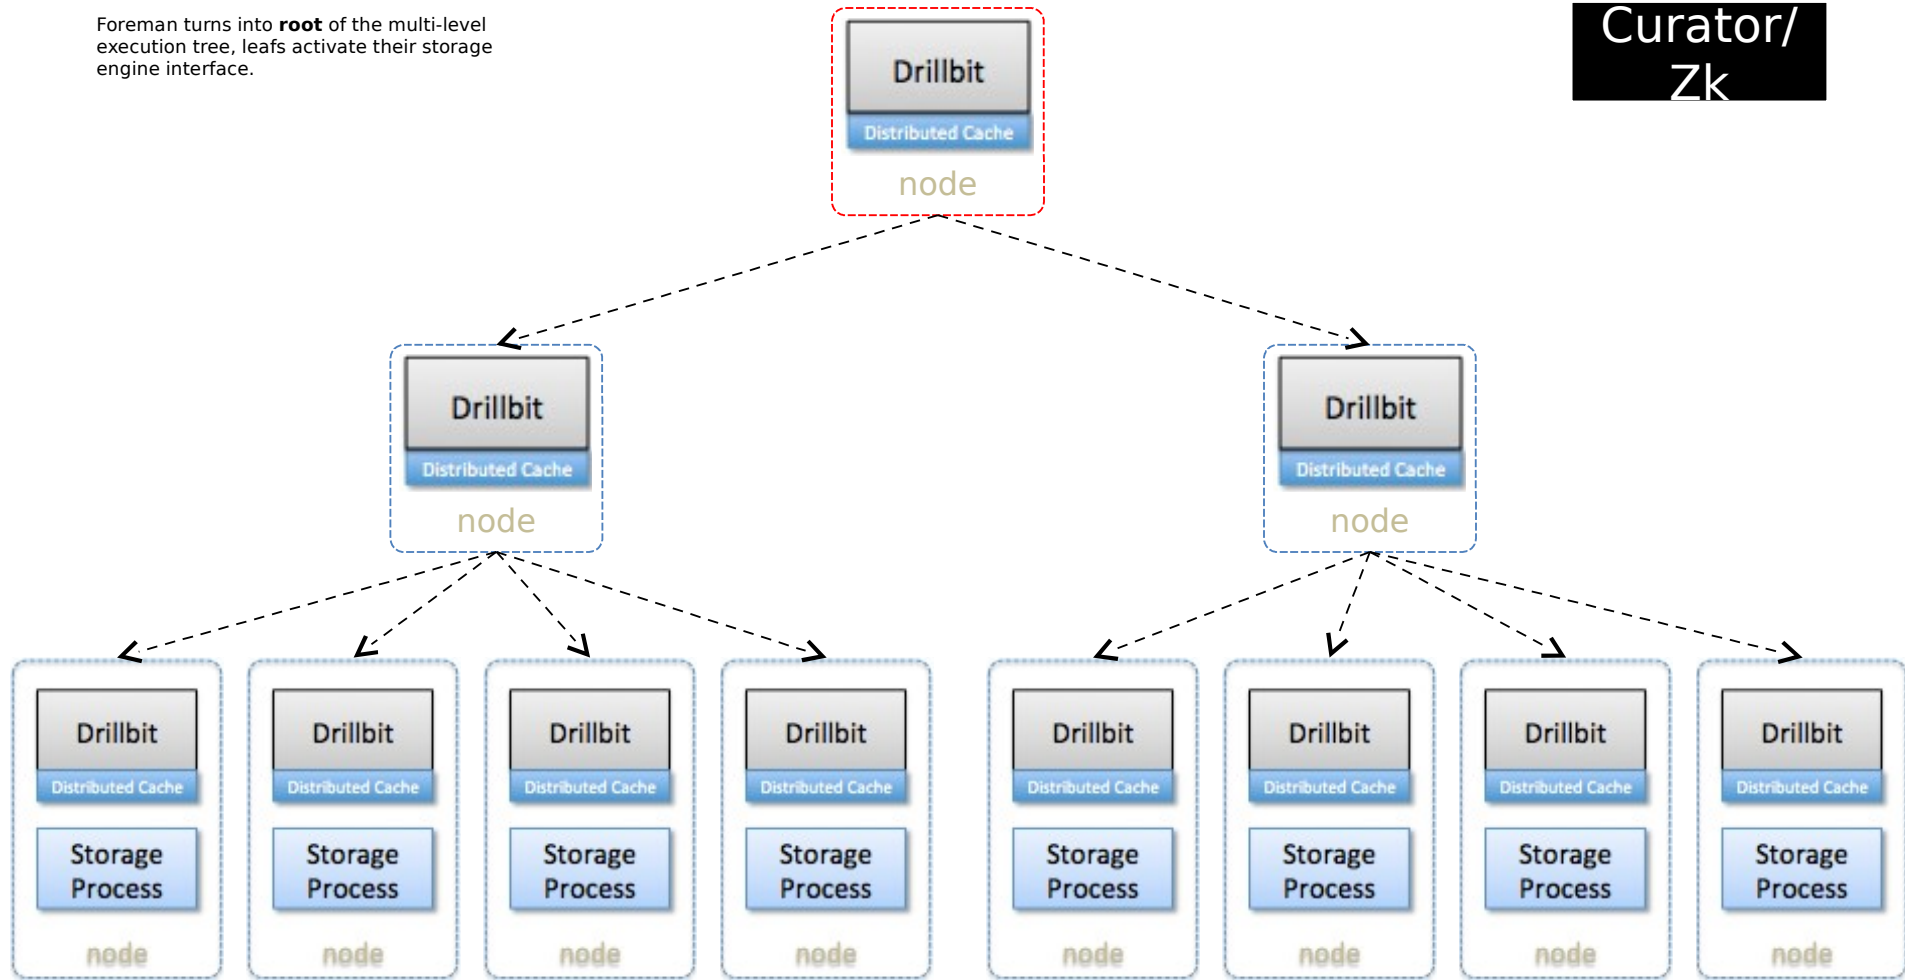 Foreman turns into root of the multi-level
execution tree, leafs activate their storage
engine interface.
Curator/
Zk
Drillbit
Distributed Cache
node
Drillbit
Distributed Cache
node
Drillbit
Distributed Cache
node
Drillbit
Distributed Cache
Storage
Process
node
Drillbit
Distributed Cache
Storage
Process
node
Drillbit
Distributed Cache
Storage
Process
node
Drillbit
Distributed Cache
Storage
Process
node
Drillbit
Distributed Cache
Storage
Process
node
Drillbit
Distributed Cache
Storage
Process
node
Drillbit
Distributed Cache
Storage
Process
node
Drillbit
Distributed Cache
Storage
Process
node